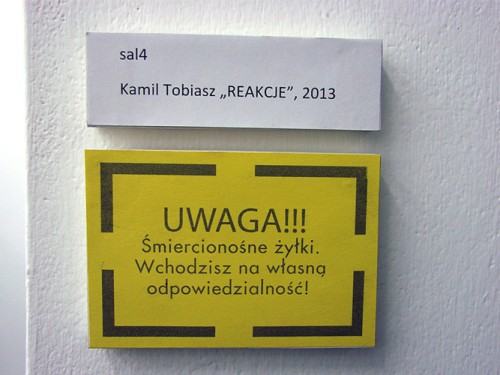 sal4
Kamil Tobiasz „REAKCJE”, 2013
UWAGA!!!
Śmiercionośne żyłki.
Wchodzisz na własną
odpowiedzialność!